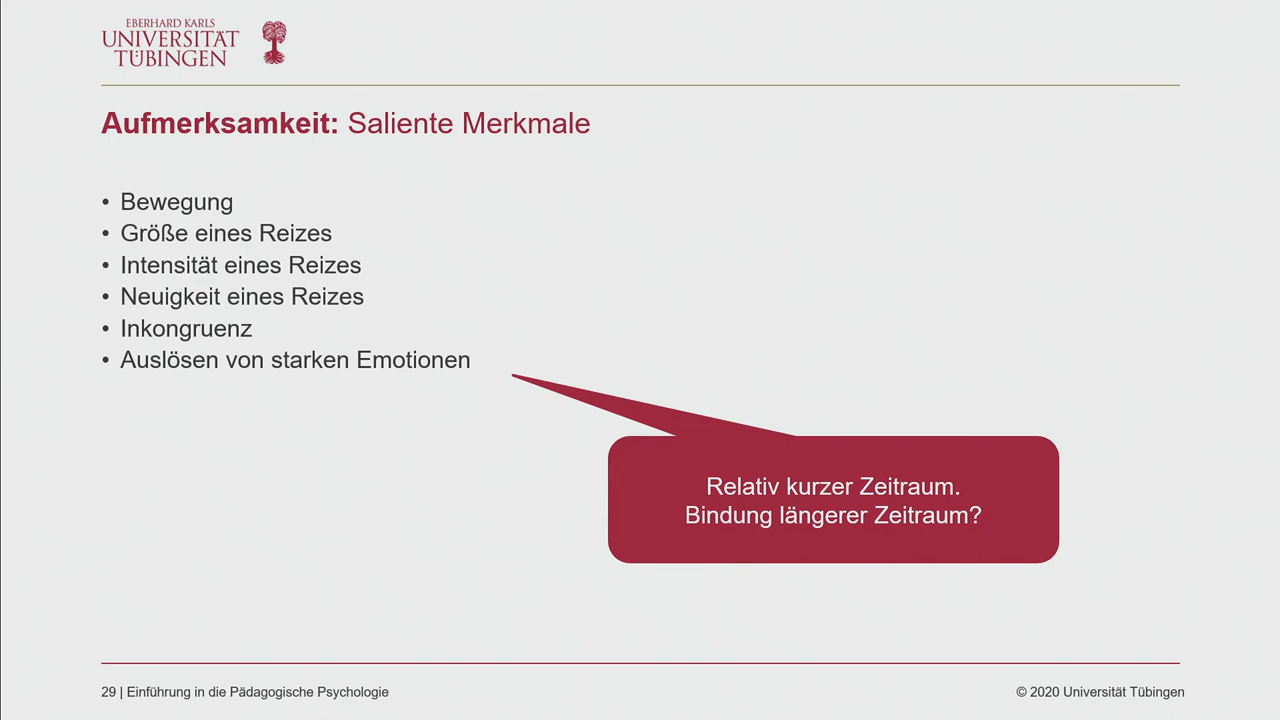 EBERHARD KARLS
UNIVERSITÄT
TÜBINGEN
Aufmerksamkeit: Saliente Merkmale
• Bewegung
• Größe eines Reizes
• Intensität eines Reizes
• Neuigkeit eines Reizes
• Inkongruenz
• Auslösen von starken Emotionen
Relativ kurzer Zeitraum.
Bindung längerer Zeitraum?
29 | Einführung in die Pädagogische Psychologie
© 2020 Universität Tübingen